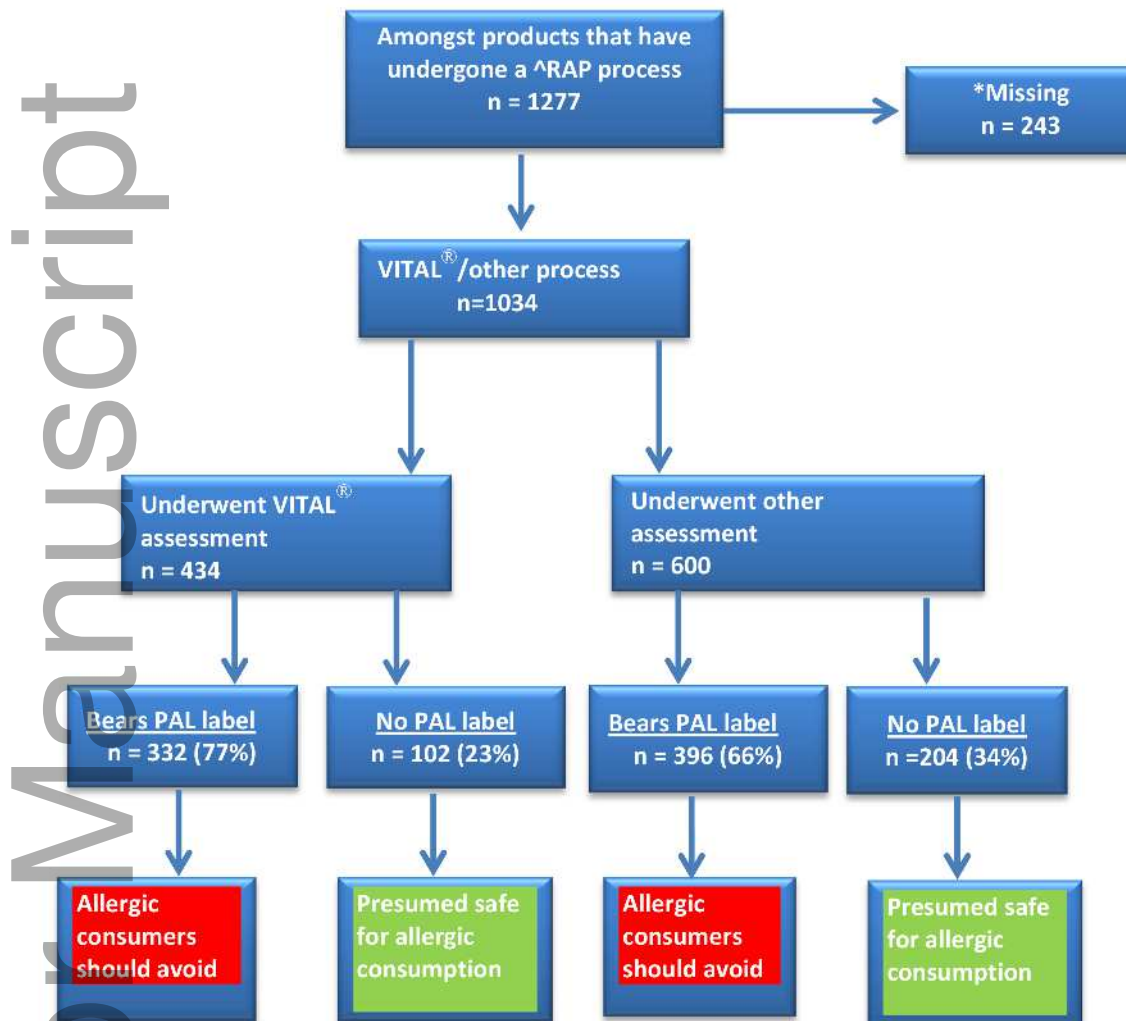 Amongst products that have
undergone a ^RAP process
n = 1277
*Missing
n = 243
VITAL®/other process
n=1034
Underwent VITAL®
assessment
n = 434
Underwent other
assessment
n = 600
Bears PAL label
n = 332 (77%)
No PAL label
n = 102 (23%)
Bears PAL label
n = 396 (66%)
No PAL label
n =204 (34%)
Allergic
consumers
should avoid
Presumed safe
for allergic
consumption
Allergic
consumers
should avoid
Presumed safe
for allergic
consumption
or Manuscript